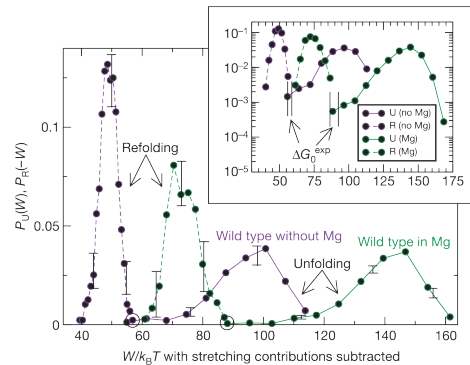 10⁻¹
10⁻²
10⁻³
10⁻⁴
10⁻⁵
50 75 100 125 150 175
ΔG₀ᵉˣᵖ
U (no Mg)
R (no Mg)
U (Mg)
R (Mg)
P_U(W), P_R(−W)
0.1
0.05
0
Refolding
Wild type without Mg
Wild type in Mg
Unfolding
40 60 80 100 120 140 160
W/k_BT with stretching contributions subtracted